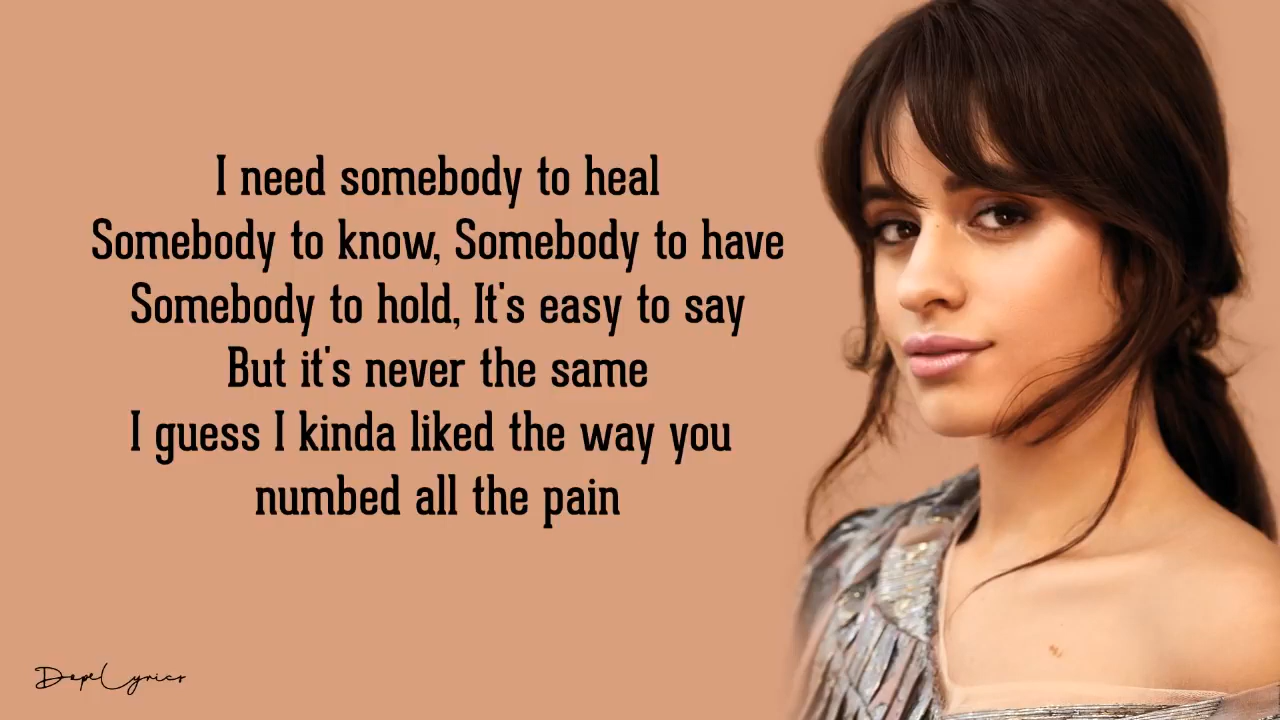 I need somebody to heal
Somebody to know, Somebody to have
Somebody to hold, It's easy to say
But it's never the same
I guess I kinda liked the way you
numbed all the pain
DopeLyrics